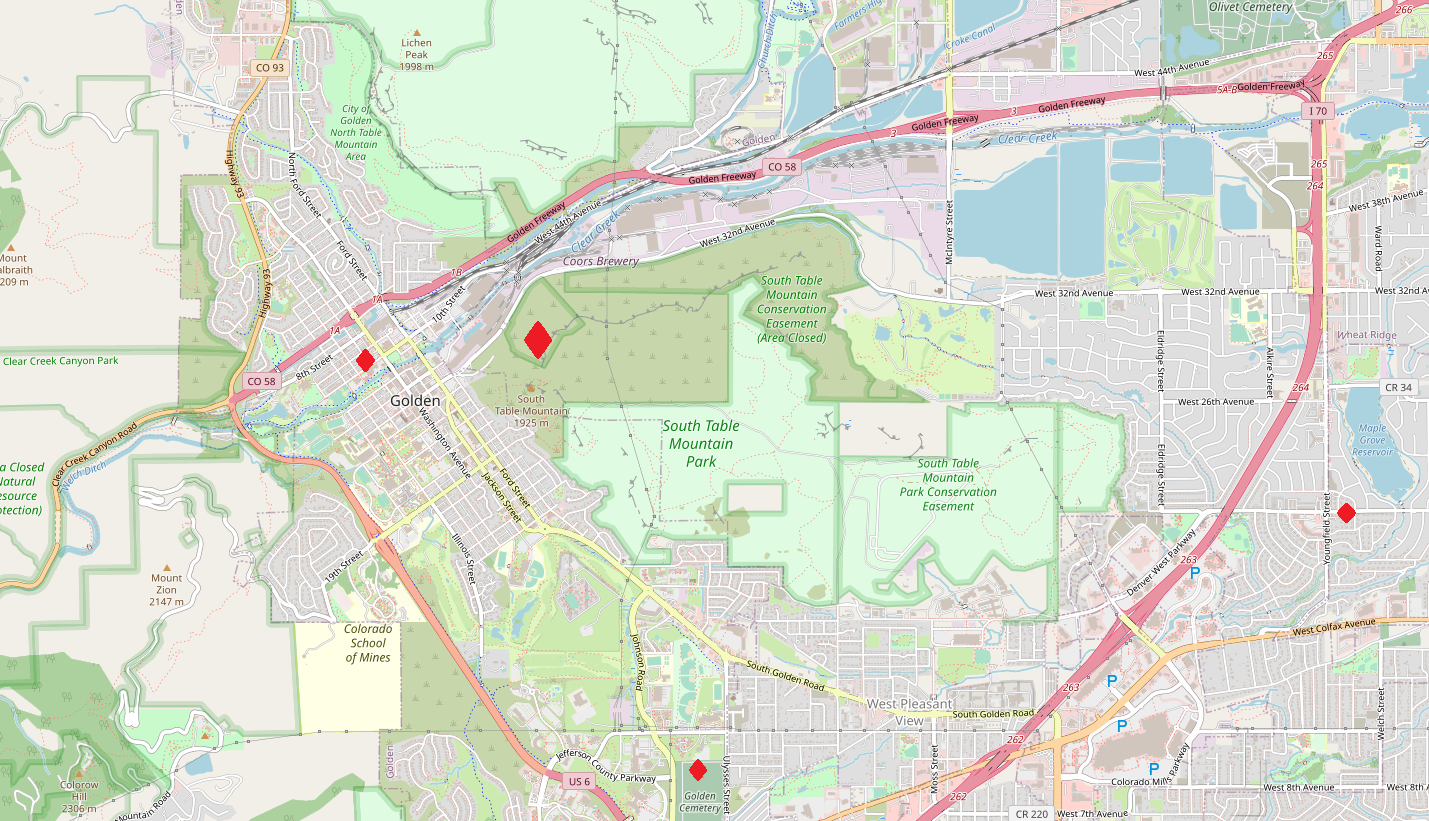 Olivet Cemetery
266
265
Farmers High
Church Ditch
Croke Canal
Golden
Lichen
Peak
1998 m
CO 93
West 44th Avenue
5A-B
Golden Freeway
Golden Freeway
3
Golden Freeway
3
I 70
City of
Golden
North Table
Mountain
Area
Clear Creek
Golden
CO 58
Golden Freeway
265
264
Highway 93
North Ford Street
West 38th Avenue
Golden Freeway
West 44th Avenue
Clear Creek
West 32nd Avenue
McIntyre Street
Ward Road
Mount
albraith
209 m
Ford Street
Coors Brewery
1B
Highway 93
1A
10th Street
South Table
Mountain
Conservation
Easement
(Area Closed)
West 32nd Avenue
West 32nd Avenue
West 32nd A
1A
Wheat Ridge
Eldridge Street
Alkire Street
Clear Creek Canyon Park
8th Street
CO 58
264
CR 34
Golden
South
Table Mountain
1925 m
West 26th Avenue
Washington Avenue
South Table
Mountain
Park
Clear Creek Canyon Road
Welch Ditch
Maple
Grove
Reservoir
a Closed
Natural
esource
otection)
Eldridge Street
South Table
Mountain
Park Conservation
Easement
Ford Street
Jackson Street
Youngfield Street
Illinois Street
19th Street
Denver West Parkway
263
P
Mount
Zion
2147 m
Colorado
School
of Mines
West Colfax Avenue
Johnson Road
South Golden Road
263
P
West Pleasant
View
South Golden Road
P
262
Welch Street
Golden
Moss Street
P
Jefferson County Parkway
US 6
Ulysses Street
Golden
Cemetery
Colorado Mills Parkway
West 8th Avenue
West 8th A
Colorow
Hill
2306 m
262
Mountain Road
CR 220
West 7th Avenue